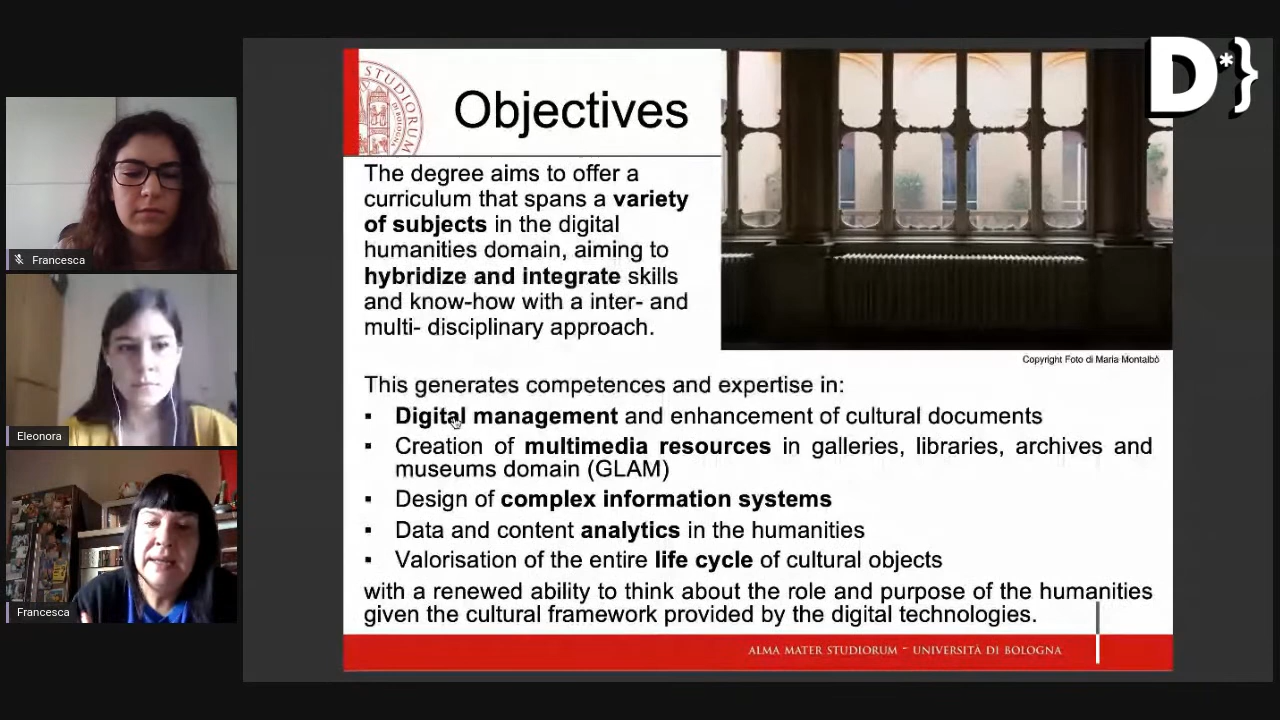 D*}
Francesca
Eleonora
Francesca
STUDIORUM
DI BOLOGNA
Objectives
The degree aims to offer a
curriculum that spans a variety
of subjects in the digital
humanities domain, aiming to
hybridize and integrate skills
and know-how with a inter- and
multi- disciplinary approach.
Copyright Foto di Maria Montalbò
This generates competences and expertise in:
▪ Digital management and enhancement of cultural documents
▪ Creation of multimedia resources in galleries, libraries, archives and
museums domain (GLAM)
▪ Design of complex information systems
▪ Data and content analytics in the humanities
▪ Valorisation of the entire life cycle of cultural objects
with a renewed ability to think about the role and purpose of the humanities
given the cultural framework provided by the digital technologies.
ALMA MATER STUDIORUM ~ UNIVERSITÀ DI BOLOGNA